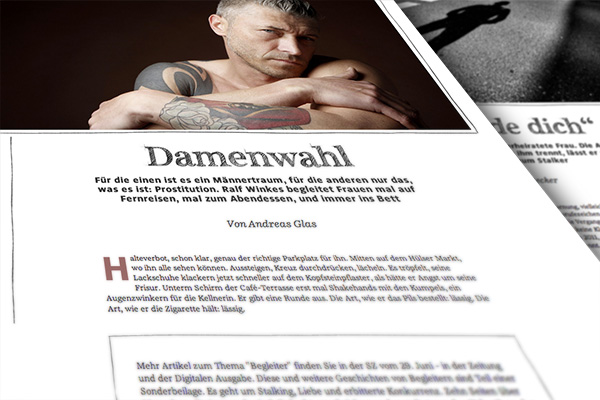 Damenwahl
Für die einen ist es ein Männertraum, für die anderen nur das,
was es ist: Prostitution. Ralf Winkes begleitet Frauen mal auf
Fernreisen, mal zum Abendessen, und immer ins Bett
Von Andreas Glas
Halteverbot, schon klar, genau der richtige Parkplatz für ihn. Mitten auf dem Hülser Markt,
wo ihn alle sehen können. Aussteigen, Kreuz durchdrücken, lächeln. Es tröpfelt, seine
Lackschuhe klackern jetzt schneller auf dem Kopfsteinpflaster, als hätte er Angst um seine
Frisur. Unterm Schirm der Café-Terrasse erst mal Shakehands mit den Kumpels, ein
Augenzwinkern für die Kellnerin. Er gibt eine Runde aus. Die Art, wie er das Pils bestellt: lässig. Die
Art, wie er die Zigarette hält: lässig.
Mehr Artikel zum Thema "Begleiter" finden Sie in der SZ vom 28. Juni - in der Zeitung
und der Digitalen Ausgabe. Diese und weitere Geschichten von Begleitern sind Teil einer
Sonderbeilage. Es geht um Stalking, Liebe und erbitterte Konkurrenz. Zehn Seiten über
de dich“
rheiratete Frau. Die A
ihm trennt, lässt er
um Stalker
ecker